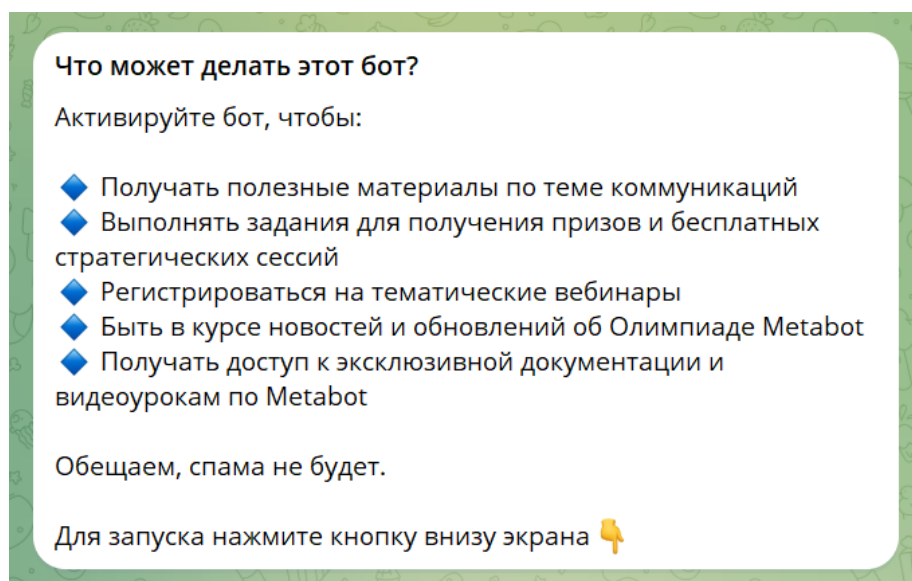 Что может делать этот бот?
Активируйте бот, чтобы:
🔷 Получать полезные материалы по теме коммуникаций
🔷 Выполнять задания для получения призов и бесплатных
стратегических сессий
🔷 Регистрироваться на тематические вебинары
🔷 Быть в курсе новостей и обновлений об Олимпиаде Metabot
🔷 Получать доступ к эксклюзивной документации и
видеоурокам по Metabot
Обещаем, спама не будет.
Для запуска нажмите кнопку внизу экрана 👇